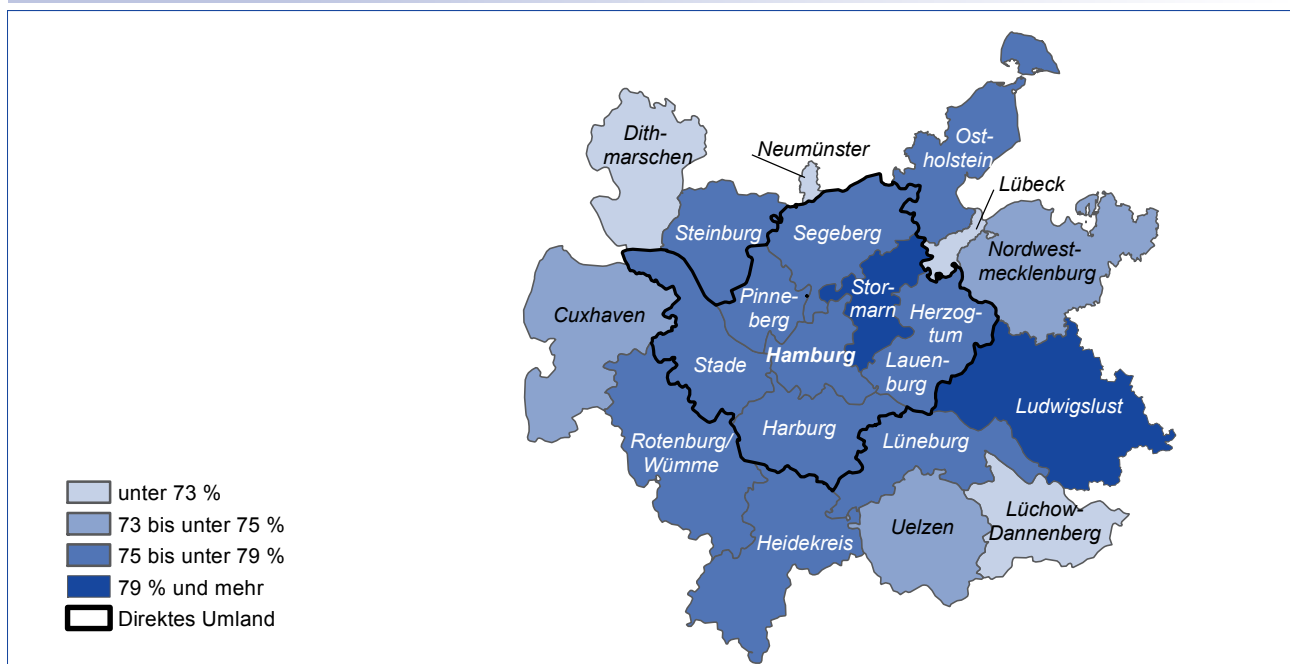 Dith-
marschen
Neumünster
Ost-
holstein
Lübeck
Steinburg
Segeberg
Nordwest-
mecklenburg
Cuxhaven
Pinne-
berg
Stor-
marn
Herzog-
tum
Lauen-
burg
Hamburg
Stade
Ludwigslust
Harburg
Lüneburg
Rotenburg/
Wümme
Lüchow-
Dannenberg
Uelzen
Heidekreis
unter 73 %
73 bis unter 75 %
75 bis unter 79 %
79 % und mehr
Direktes Umland